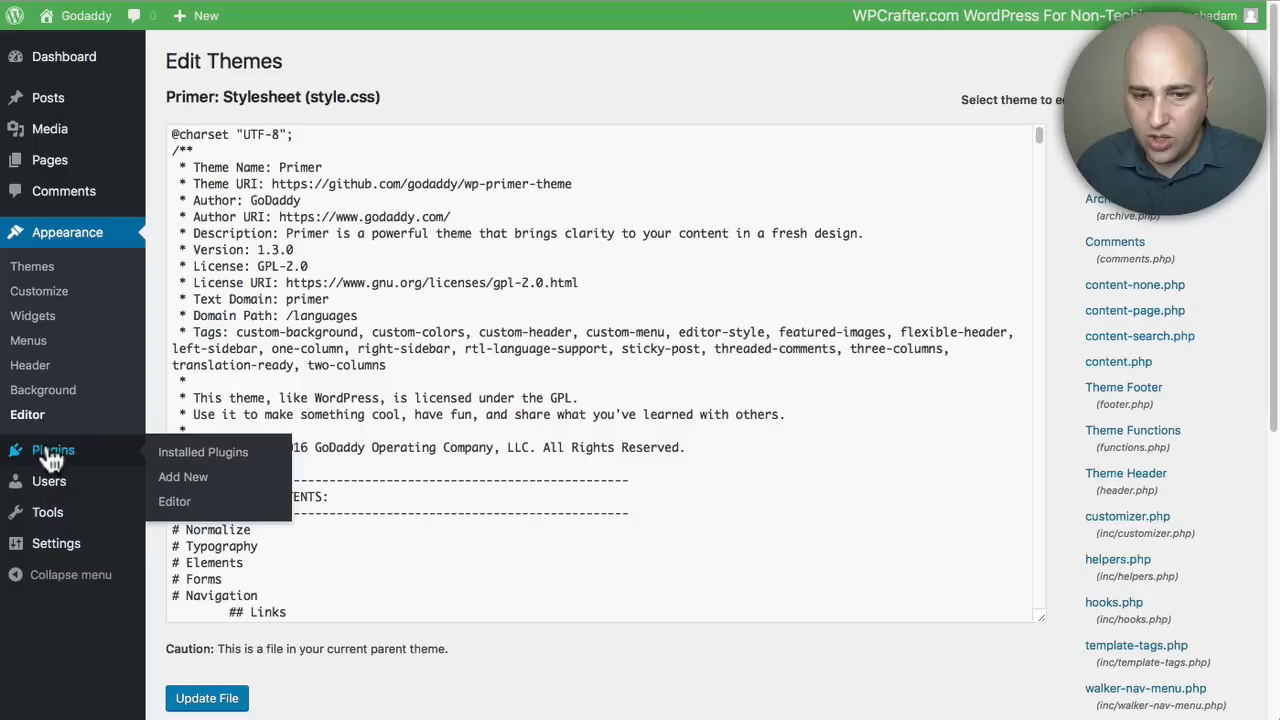 Godaddy
0
New
WPCrafter.com WordPress For Non-Tech
adam
Dashboard
Posts
Media
Pages
Comments
Appearance
Themes
Customize
Widgets
Menus
Header
Background
Editor
Plugins
Users
Tools
Settings
Collapse menu
Installed Plugins
Add New
Editor
Edit Themes
Primer: Stylesheet (style.css)
Select theme to e
@charset "UTF-8";
/**
* Theme Name: Primer
* Theme URI: https://github.com/godaddy/wp-primer-theme
* Author: GoDaddy
* Author URI: https://www.godaddy.com/
* Description: Primer is a powerful theme that brings clarity to your content in a fresh design.
* Version: 1.3.0
* License: GPL-2.0
* License URI: https://www.gnu.org/licenses/gpl-2.0.html
* Text Domain: primer
* Domain Path: /languages
* Tags: custom-background, custom-colors, custom-header, custom-menu, editor-style, featured-images, flexible-header,
left-sidebar, one-column, right-sidebar, rtl-language-support, sticky-post, threaded-comments, three-columns,
translation-ready, two-columns
*
* This theme, like WordPress, is licensed under the GPL.
* Use it to make something cool, have fun, and share what you've learned with others.
*
16 GoDaddy Operating Company, LLC. All Rights Reserved.
--------------------------------------------
ENTS:
--------------------------------------------
# Normalize
# Typography
# Elements
# Forms
# Navigation
## Links
Caution: This is a file in your current parent theme.
Update File
Arc
(archive.php)
Comments
(comments.php)
content-none.php
content-page.php
content-search.php
content.php
Theme Footer
(footer.php)
Theme Functions
(functions.php)
Theme Header
(header.php)
customizer.php
(inc/customizer.php)
helpers.php
(inc/helpers.php)
hooks.php
(inc/hooks.php)
template-tags.php
(inc/template-tags.php)
walker-nav-menu.php
(inc/walker-nav-menu.php)